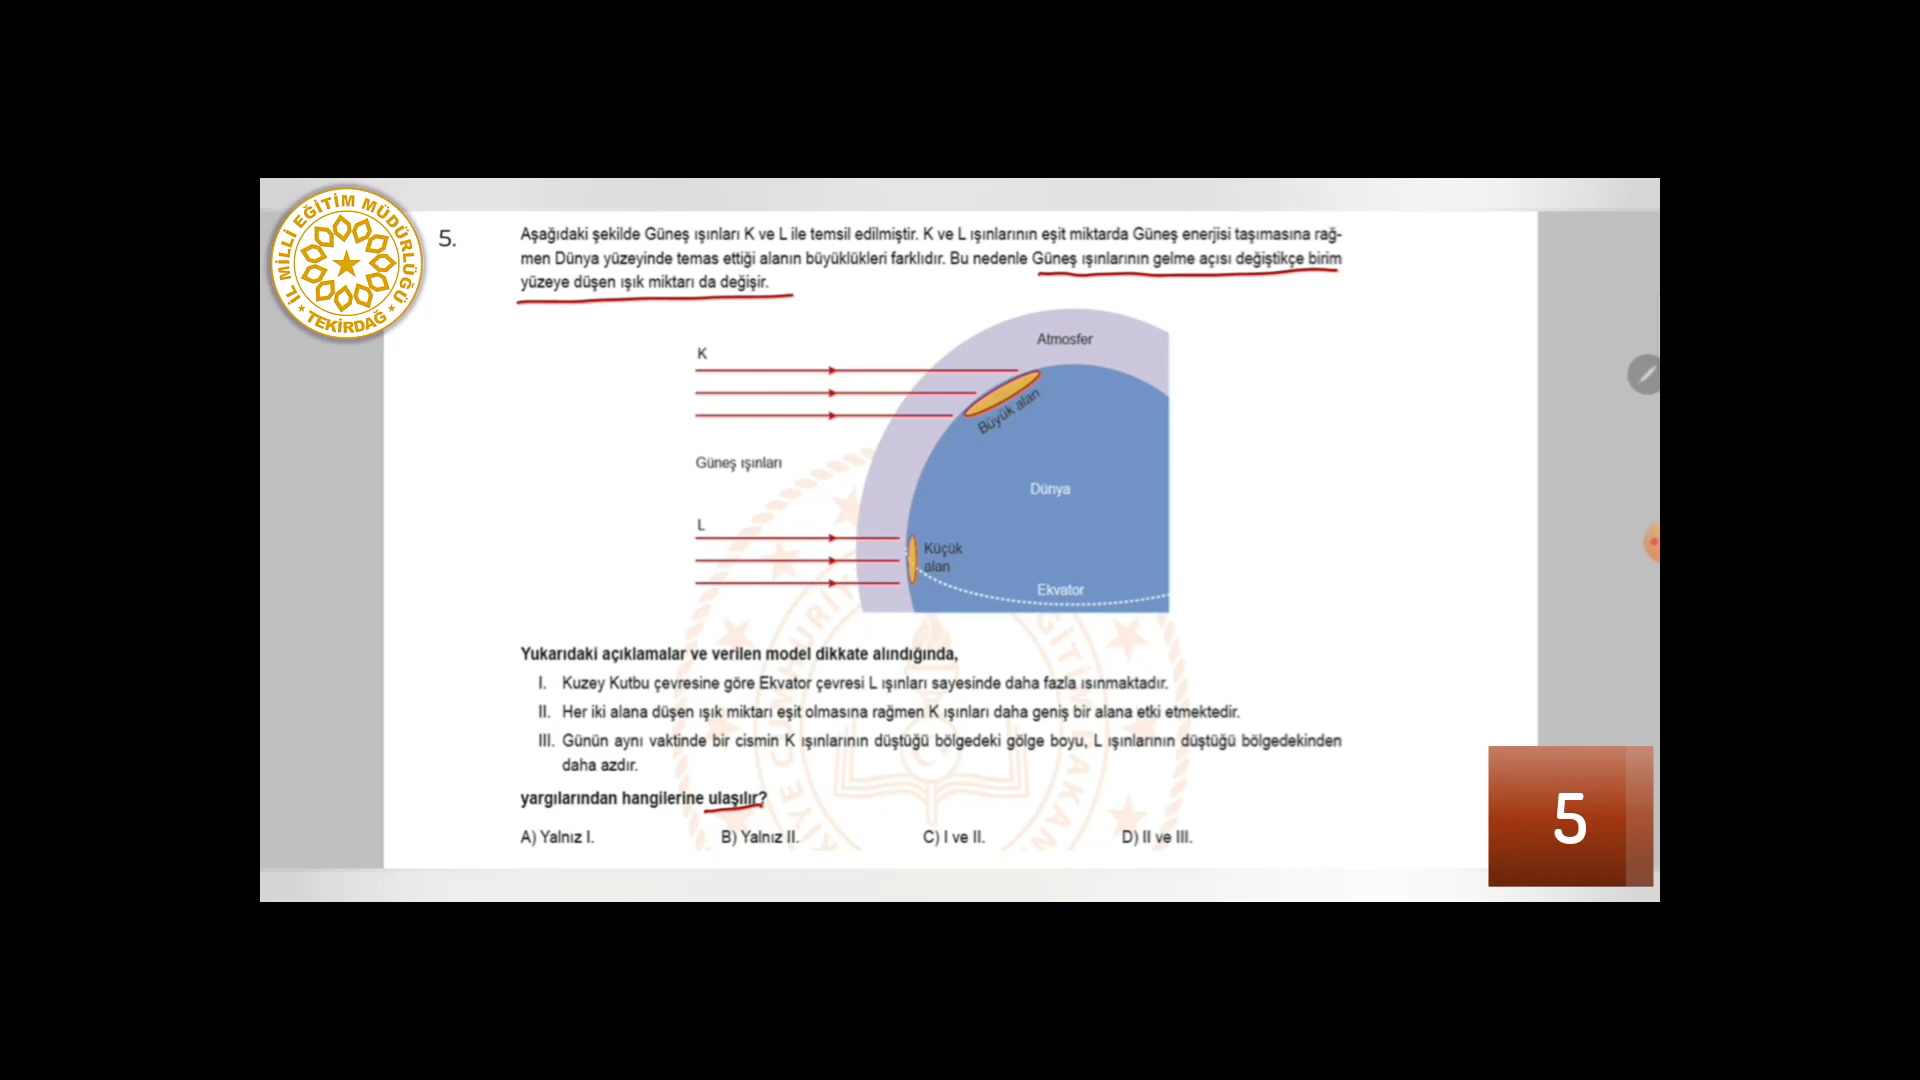 İL MİLLİ EĞİTİM MÜDÜRLÜĞÜ
TEKİRDAĞ
5.
Aşağıdaki şekilde Güneş ışınları K ve L ile temsil edilmiştir. K ve L ışınlarının eşit miktarda Güneş enerjisi taşımasına rağ-
men Dünya yüzeyinde temas ettiği alanın büyüklükleri farklıdır. Bu nedenle Güneş ışınlarının gelme açısı değiştikçe birim
yüzeye düşen ışık miktarı da değişir.
Atmosfer
K
Büyük alan
Güneş ışınları
Dünya
L
Küçük
alan
Ekvator
Yukarıdaki açıklamalar ve verilen model dikkate alındığında,
I. Kuzey Kutbu çevresine göre Ekvator çevresi L ışınları sayesinde daha fazla ısınmaktadır.
II. Her iki alana düşen ışık miktarı eşit olmasına rağmen K ışınları daha geniş bir alana etki etmektedir.
III. Günün aynı vaktinde bir cismin K ışınlarının düştüğü bölgedeki gölge boyu, L ışınlarının düştüğü bölgedekinden
daha azdır.
yargılarından hangilerine ulaşılır?
A) Yalnız I.
B) Yalnız II.
C) I ve II.
D) II ve III.
5